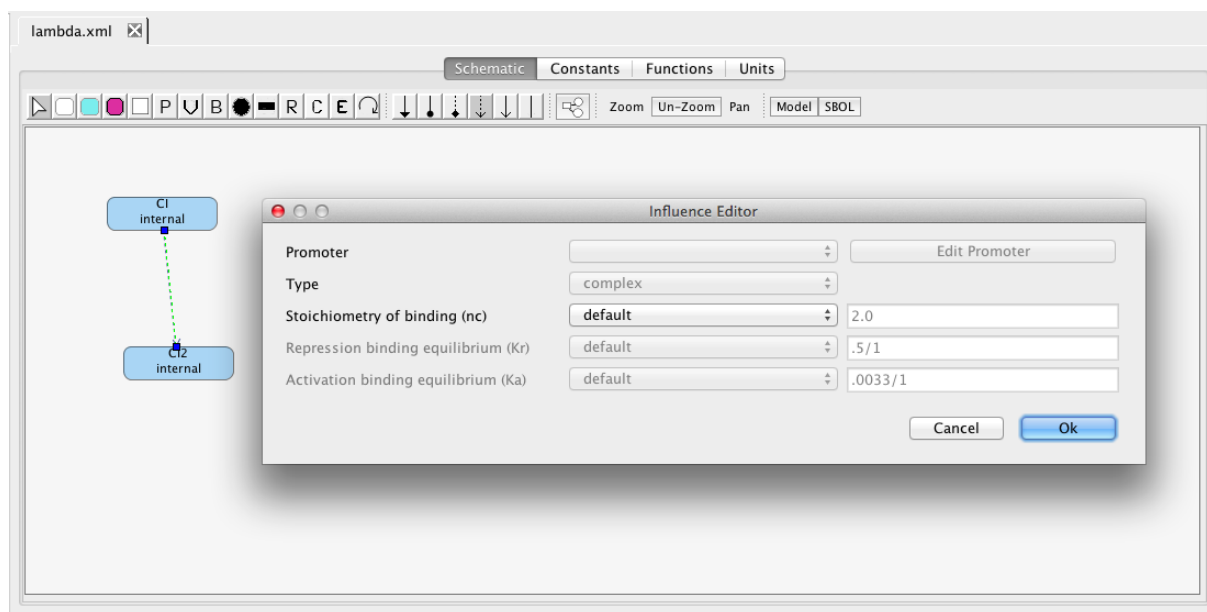 lambda.xml
Schematic Constants Functions Units
P V B R C E Zoom Un-Zoom Pan Model SBOL
CI
internal
CI2
internal
Influence Editor
Promoter Edit Promoter
Type complex
Stoichiometry of binding (nc) default 2.0
Repression binding equilibrium (Kr) default .5/1
Activation binding equilibrium (Ka) default .0033/1
Cancel Ok